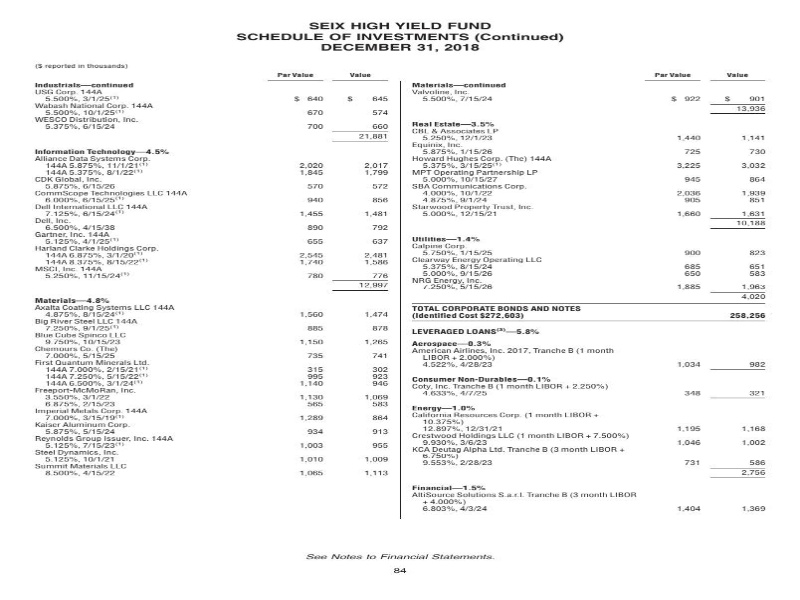 SEIX HIGH YIELD FUND
SCHEDULE OF INVESTMENTS (Continued)
DECEMBER 31, 2018
($ reported in thousands)
Par Value Value
Industrials—continued
USG Corp. 144A
5.500%, 3/1/25(1) $ 640 $ 645
Wabash National Corp. 144A
5.500%, 10/1/25(1) 670 574
WESCO Distribution, Inc.
5.375%, 6/15/24 700 660
21,881
Information Technology—4.5%
Alliance Data Systems Corp.
144A 5.875%, 11/1/21(1) 2,020 2,017
144A 5.375%, 8/1/22(1) 1,845 1,799
CDK Global, Inc.
5.875%, 6/15/26 570 572
CommScope Technologies LLC 144A
6.000%, 6/15/25(1) 940 856
Dell International LLC 144A
7.125%, 6/15/24(1) 1,455 1,481
Dell, Inc.
6.500%, 4/15/38 890 792
Gartner, Inc. 144A
5.125%, 4/1/25(1) 655 637
Harland Clarke Holdings Corp.
144A 6.875%, 3/1/20(1) 2,545 2,481
144A 8.375%, 8/15/22(1) 1,740 1,586
MSCI, Inc. 144A
5.250%, 11/15/24(1) 780 776
12,997
Materials—4.8%
Axalta Coating Systems LLC 144A
4.875%, 8/15/24(1) 1,560 1,474
Big River Steel LLC 144A
7.250%, 9/1/25(1) 885 878
Blue Cube Spinco LLC
9.750%, 10/15/23 1,150 1,265
Chemours Co. (The)
7.000%, 5/15/25 735 741
First Quantum Minerals Ltd.
144A 7.000%, 2/15/21(1) 315 302
144A 7.250%, 5/15/22(1) 995 923
144A 6.500%, 3/1/24(1) 1,140 946
Freeport-McMoRan, Inc.
3.550%, 3/1/22 1,130 1,069
6.875%, 2/15/23 565 583
Imperial Metals Corp. 144A
7.000%, 3/15/19(1) 1,289 864
Kaiser Aluminum Corp.
5.875%, 5/15/24 934 913
Reynolds Group Issuer, Inc. 144A
5.125%, 7/15/23(1) 1,003 955
Steel Dynamics, Inc.
5.125%, 10/1/21 1,010 1,009
Summit Materials LLC
8.500%, 4/15/22 1,065 1,113
Par Value Value
Materials—continued
Valvoline, Inc.
5.500%, 7/15/24 $ 922 $ 901
13,936
Real Estate—3.5%
CBL & Associates LP
5.250%, 12/1/23 1,440 1,141
Equinix, Inc.
5.875%, 1/15/26 725 730
Howard Hughes Corp. (The) 144A
5.375%, 3/15/25(1) 3,225 3,032
MPT Operating Partnership LP
5.000%, 10/15/27 945 864
SBA Communications Corp.
4.000%, 10/1/22 2,036 1,939
4.875%, 9/1/24 905 851
Starwood Property Trust, Inc.
5.000%, 12/15/21 1,660 1,631
10,188
Utilities—1.4%
Calpine Corp.
5.750%, 1/15/25 900 823
Clearway Energy Operating LLC
5.375%, 8/15/24 685 651
5.000%, 9/15/26 650 583
NRG Energy, Inc.
7.250%, 5/15/26 1,885 1,963
4,020
TOTAL CORPORATE BONDS AND NOTES
(Identified Cost $272,603) 258,256
LEVERAGED LOANS(3)—5.8%
Aerospace—0.3%
American Airlines, Inc. 2017, Tranche B (1 month
LIBOR + 2.000%)
4.522%, 4/28/23 1,034 982
Consumer Non-Durables—0.1%
Coty, Inc. Tranche B (1 month LIBOR + 2.250%)
4.633%, 4/7/25 348 321
Energy—1.0%
California Resources Corp. (1 month LIBOR +
10.375%)
12.897%, 12/31/21 1,195 1,168
Crestwood Holdings LLC (1 month LIBOR + 7.500%)
9.930%, 3/6/23 1,046 1,002
KCA Deutag Alpha Ltd. Tranche B (3 month LIBOR +
6.750%)
9.553%, 2/28/23 731 586
2,756
Financial—1.5%
AltiSource Solutions S.a.r.l. Tranche B (3 month LIBOR
+ 4.000%)
6.803%, 4/3/24 1,404 1,369
See Notes to Financial Statements.
84